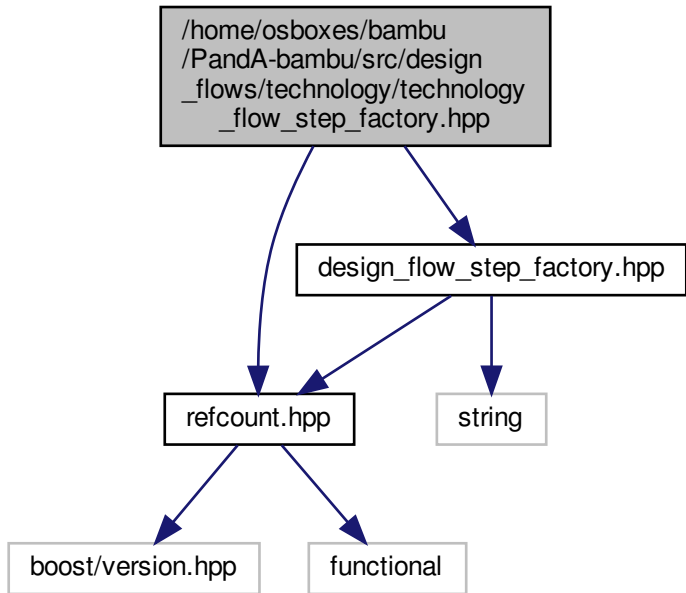 /home/osboxes/bambu
/PandA-bambu/src/design
_flows/technology/technology
_flow_step_factory.hpp
design_flow_step_factory.hpp
refcount.hpp
string
boost/version.hpp
functional